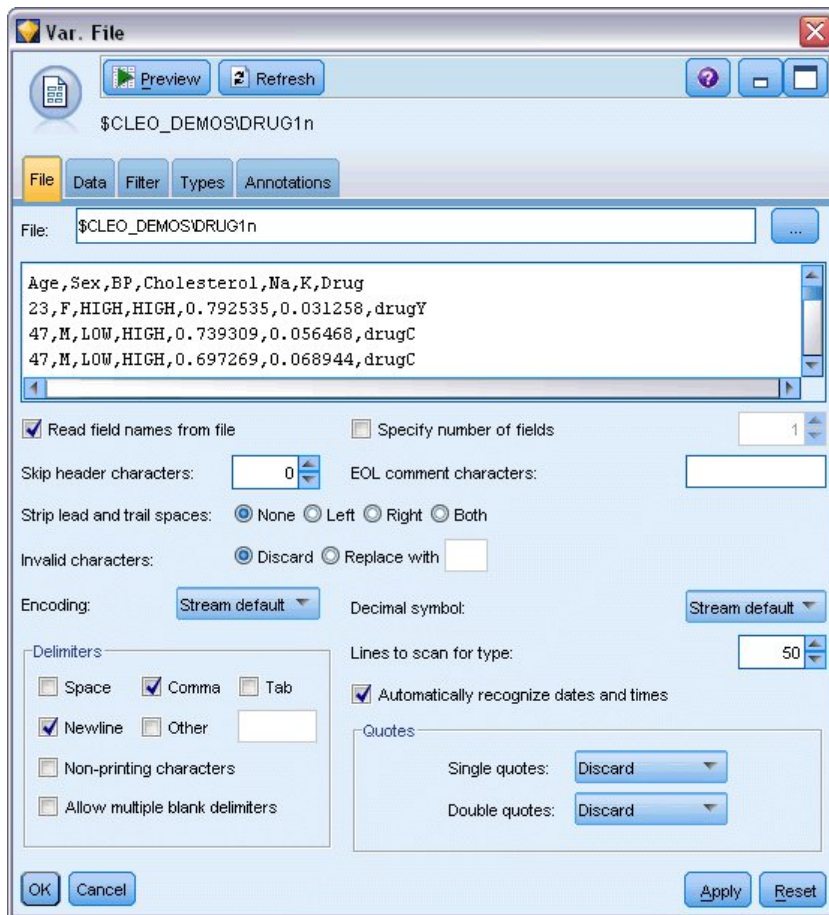 Var. File
Preview Refresh
$CLEO_DEMOS\DRUG1n
File Data Filter Types Annotations
File: $CLEO_DEMOS\DRUG1n ...
Age,Sex,BP,Cholesterol,Na,K,Drug
23,F,HIGH,HIGH,0.792535,0.031258,drugY
47,M,LOW,HIGH,0.739309,0.056468,drugC
47,M,LOW,HIGH,0.697269,0.068944,drugC
Read field names from file Specify number of fields 1
Skip header characters: 0 EOL comment characters:
Strip lead and trail spaces: None Left Right Both
Invalid characters: Discard Replace with
Encoding: Stream default Decimal symbol: Stream default
Delimiters Lines to scan for type: 50
Space Comma Tab Automatically recognize dates and times
Newline Other Quotes
Non-printing characters Single quotes: Discard
Allow multiple blank delimiters Double quotes: Discard
OK Cancel Apply Reset